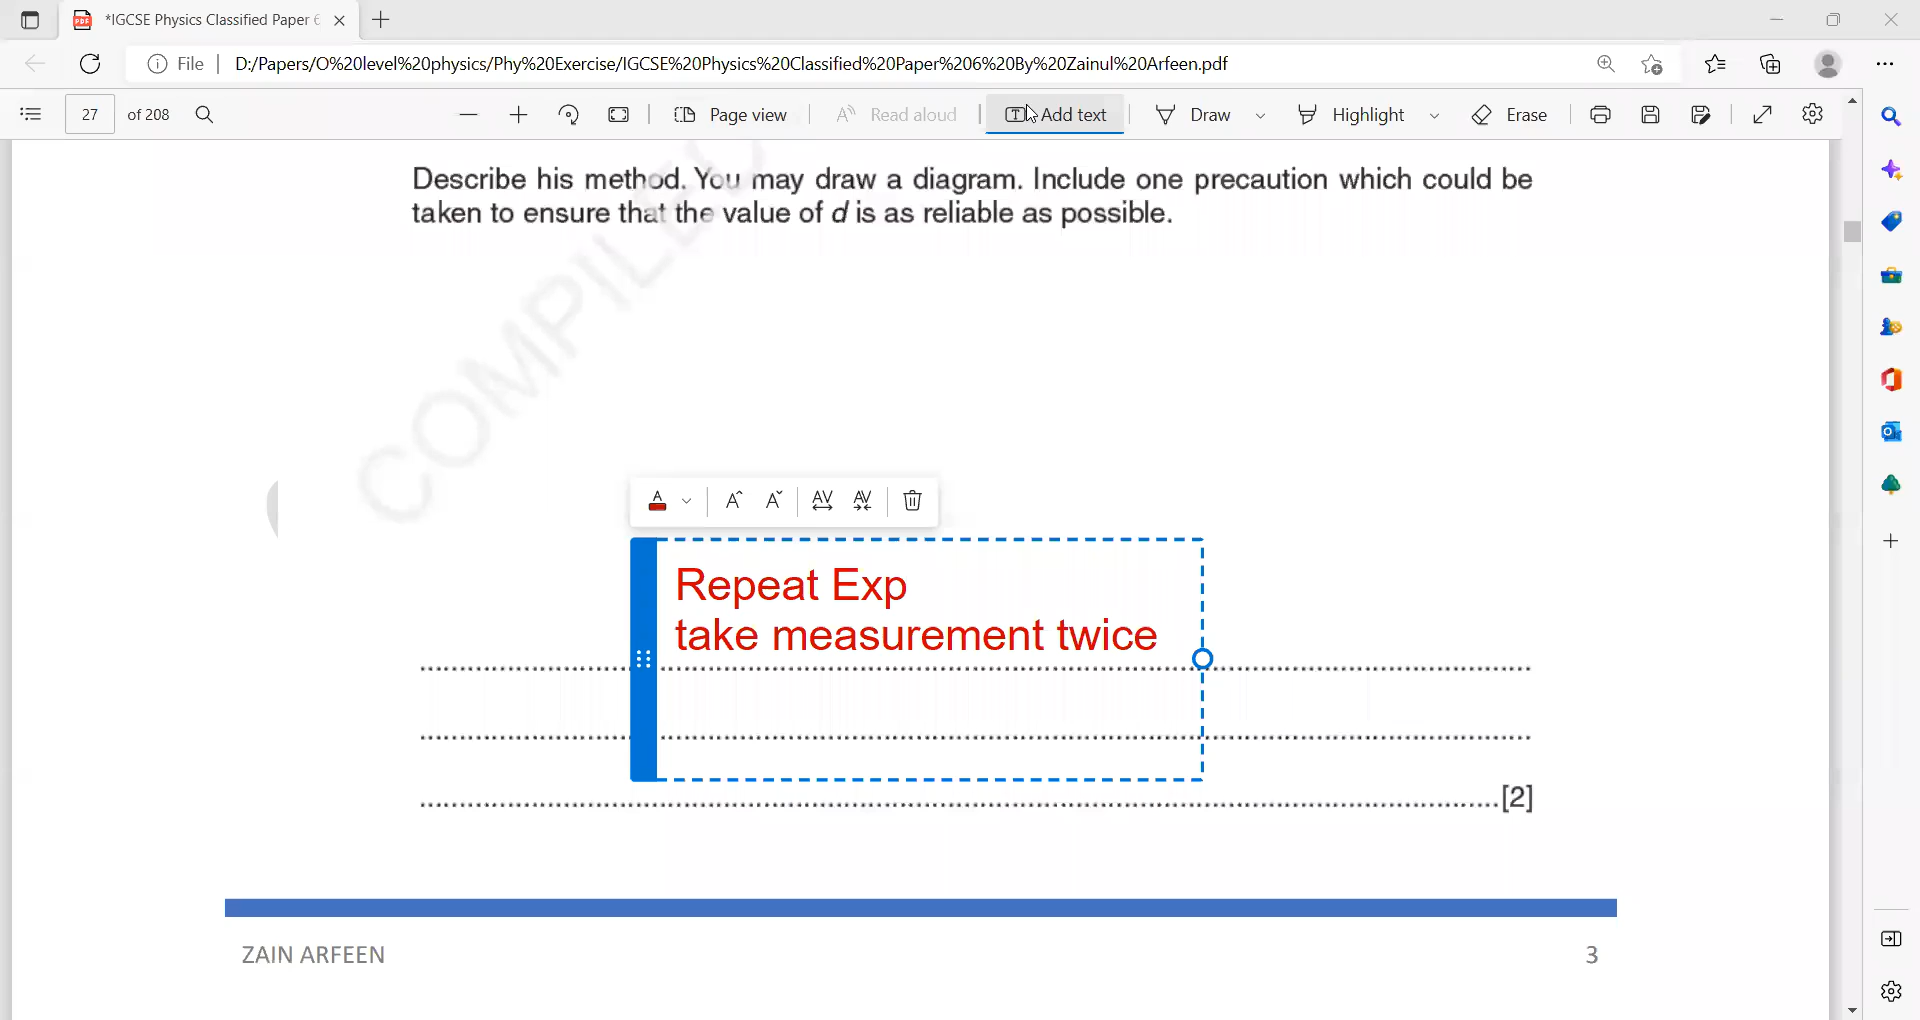 *IGCSE Physics Classified Paper 6
File
D:/Papers/O%20level%20physics/Phy%20Exercise/IGCSE%20Physics%20Classified%20Paper%206%20By%20Zainul%20Arfeen.pdf
27 of 208
Page view
Read aloud
Add text
Draw
Highlight
Erase
Describe his method. You may draw a diagram. Include one precaution which could be
taken to ensure that the value of d is as reliable as possible.
COMPILED
Repeat Exp
take measurement twice
[2]
ZAIN ARFEEN
3